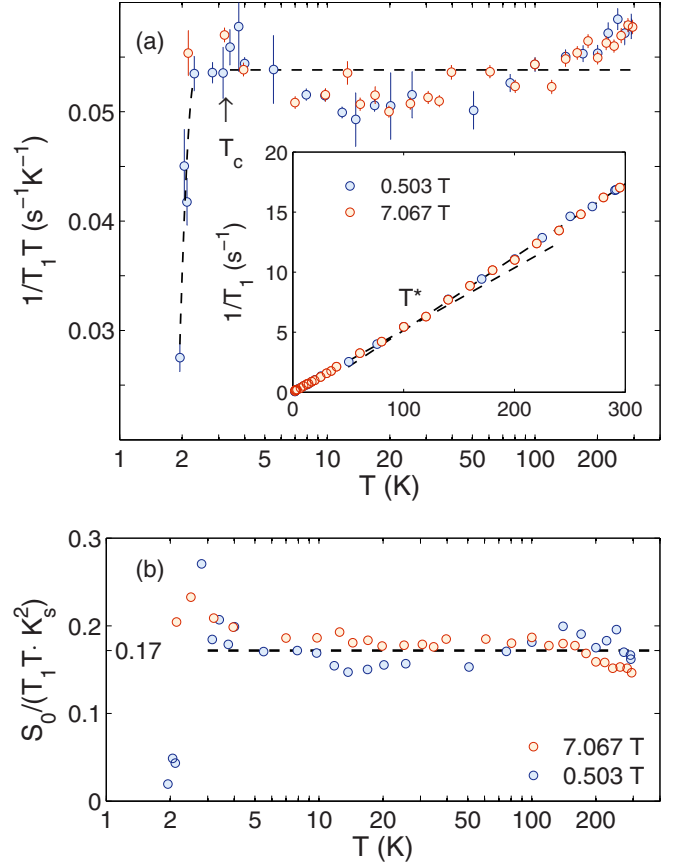 (a)
0.05
0.04
0.03
1/T₁T (s⁻¹K⁻¹)
↑
T_c
20
15
10
5
0
1/T₁ (s⁻¹)
0.503 T
7.067 T
T*
0 100 200 300
1 2 5 10 20 50 100 200
T (K)
(b)
0.3
0.2
0.17
0.1
0
S₀/(T₁T· K_s²)
7.067 T
0.503 T
1 2 5 10 20 50 100 200
T (K)